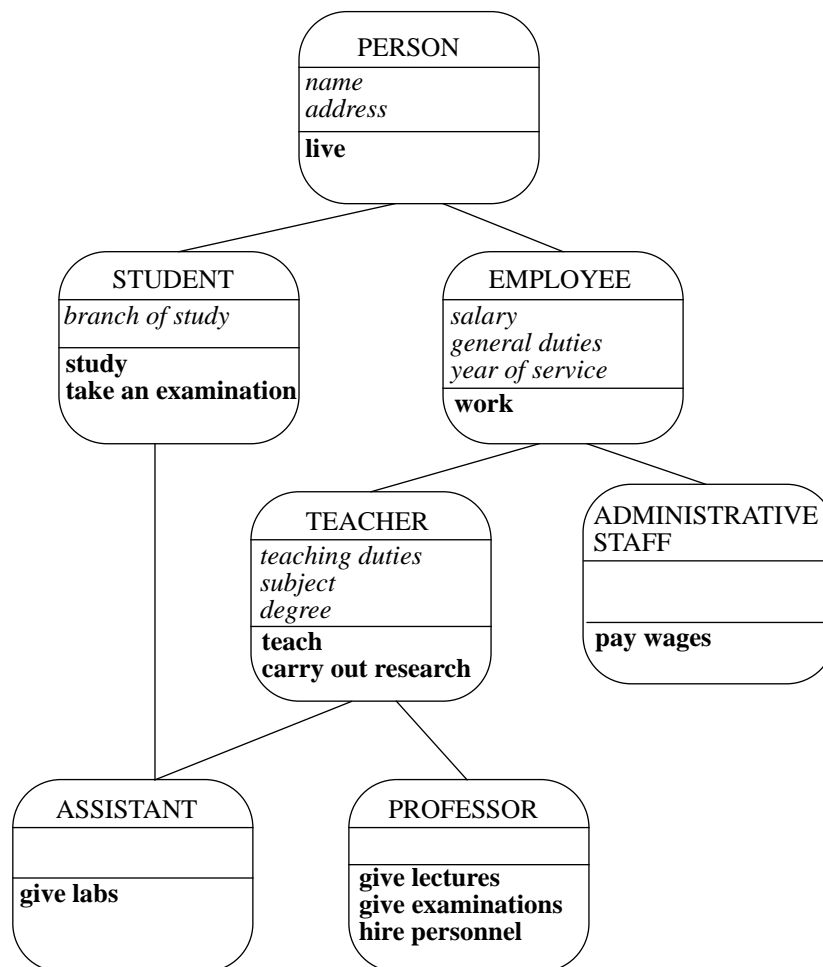 PERSON
name
address
live
STUDENT
branch of study
study
take an examination
EMPLOYEE
salary
general duties
year of service
work
TEACHER
teaching duties
subject
degree
teach
carry out research
ADMINISTRATIVE
STAFF
pay wages
ASSISTANT
give labs
PROFESSOR
give lectures
give examinations
hire personnel